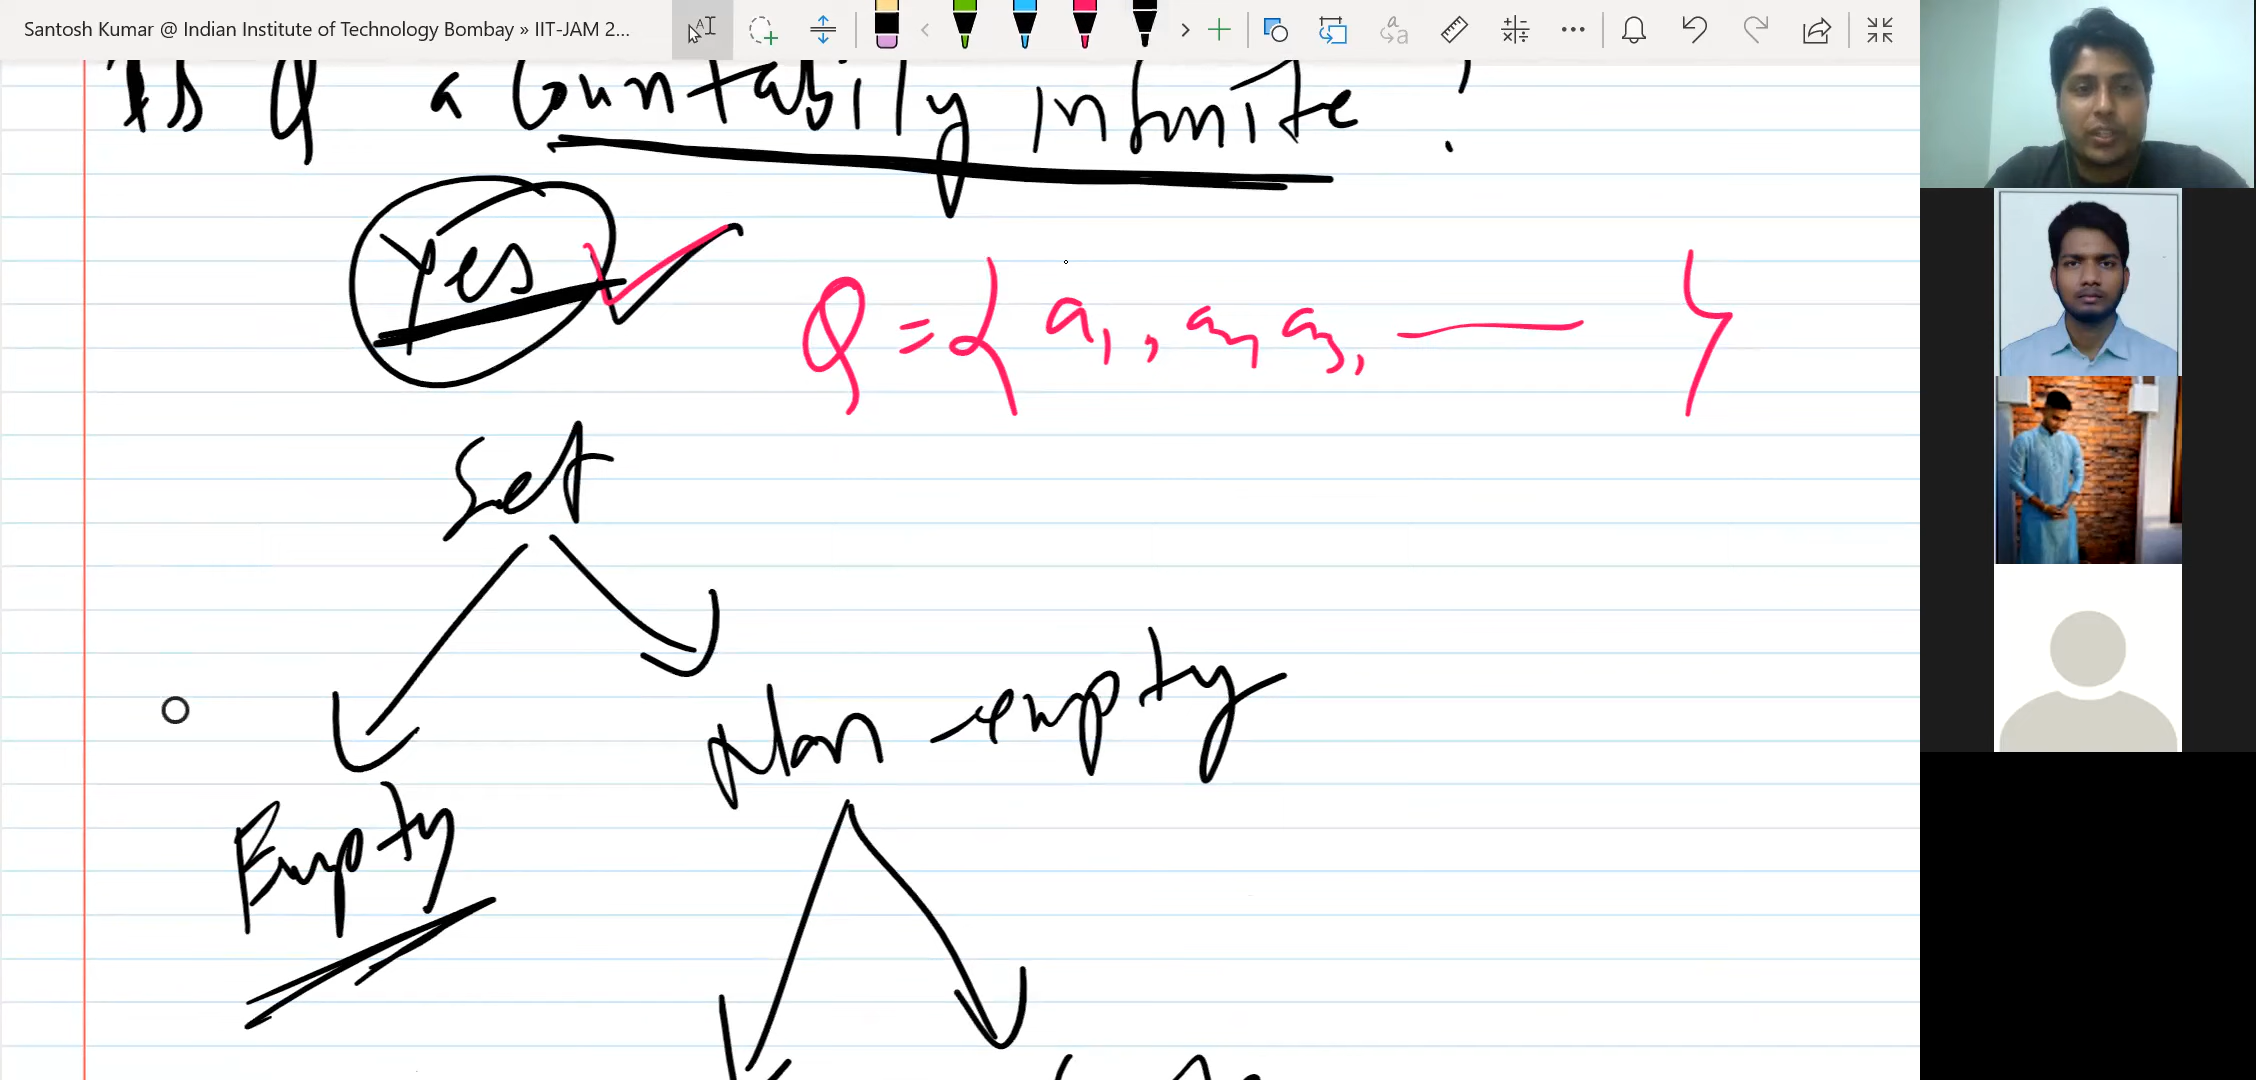 Santosh Kumar @ Indian Institute of Technology Bombay » IIT-JAM 2...
Is Q a Countably infinite ?
Yes
Q = { a1, a2, a3, ——— }
Set
Non-empty
Empty